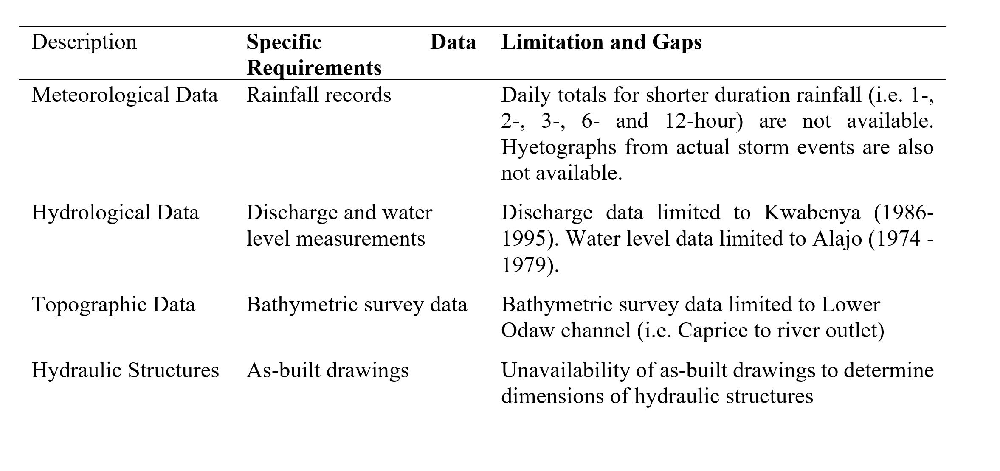 Description Specific Data Limitation and Gaps
Requirements
Meteorological Data Rainfall records Daily totals for shorter duration rainfall (i.e. 1-,
2-, 3-, 6- and 12-hour) are not available.
Hyetographs from actual storm events are also
not available.
Hydrological Data Discharge and water Discharge data limited to Kwabenya (1986-
level measurements 1995). Water level data limited to Alajo (1974 -
1979).
Topographic Data Bathymetric survey data Bathymetric survey data limited to Lower
Odaw channel (i.e. Caprice to river outlet)
Hydraulic Structures As-built drawings Unavailability of as-built drawings to determine
dimensions of hydraulic structures